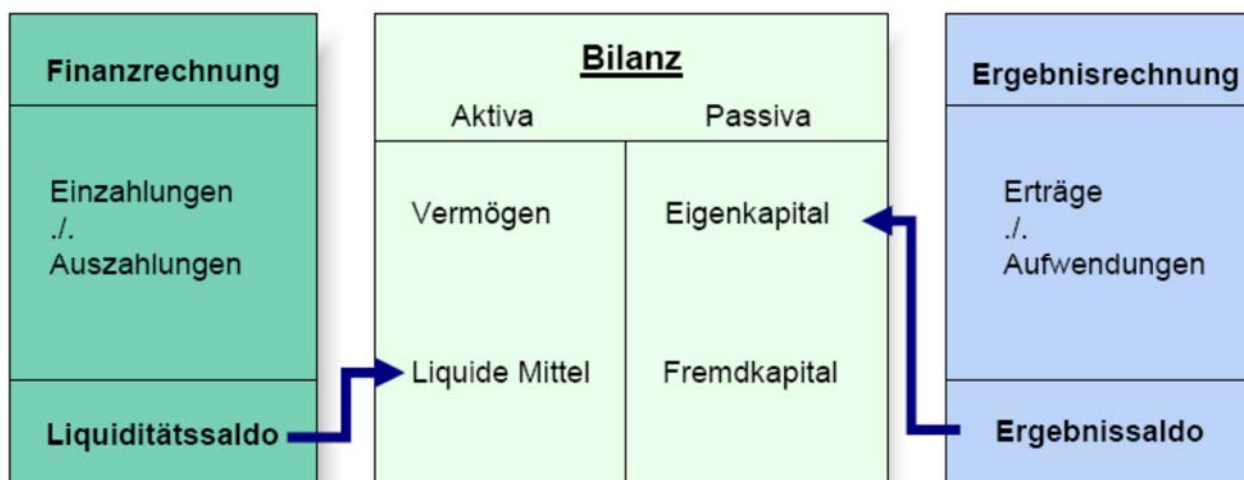 Finanzrechnung
Einzahlungen
./.
Auszahlungen
Liquiditätssaldo
Bilanz
Aktiva
Passiva
Vermögen
Eigenkapital
Liquide Mittel
Fremdkapital
Ergebnisrechnung
Erträge
./.
Aufwendungen
Ergebnissaldo